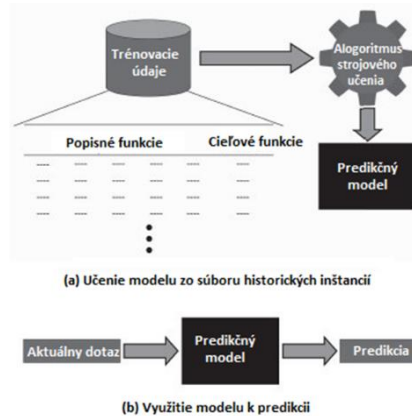 Trénovacie
údaje
Alogoritmus
strojového
učenia
Popisné funkcie
Cieľové funkcie
Predikčný
model
(a) Učenie modelu zo súboru historických inštancií
Aktuálny dotaz
Predikčný
model
Predikcia
(b) Využitie modelu k predikcii